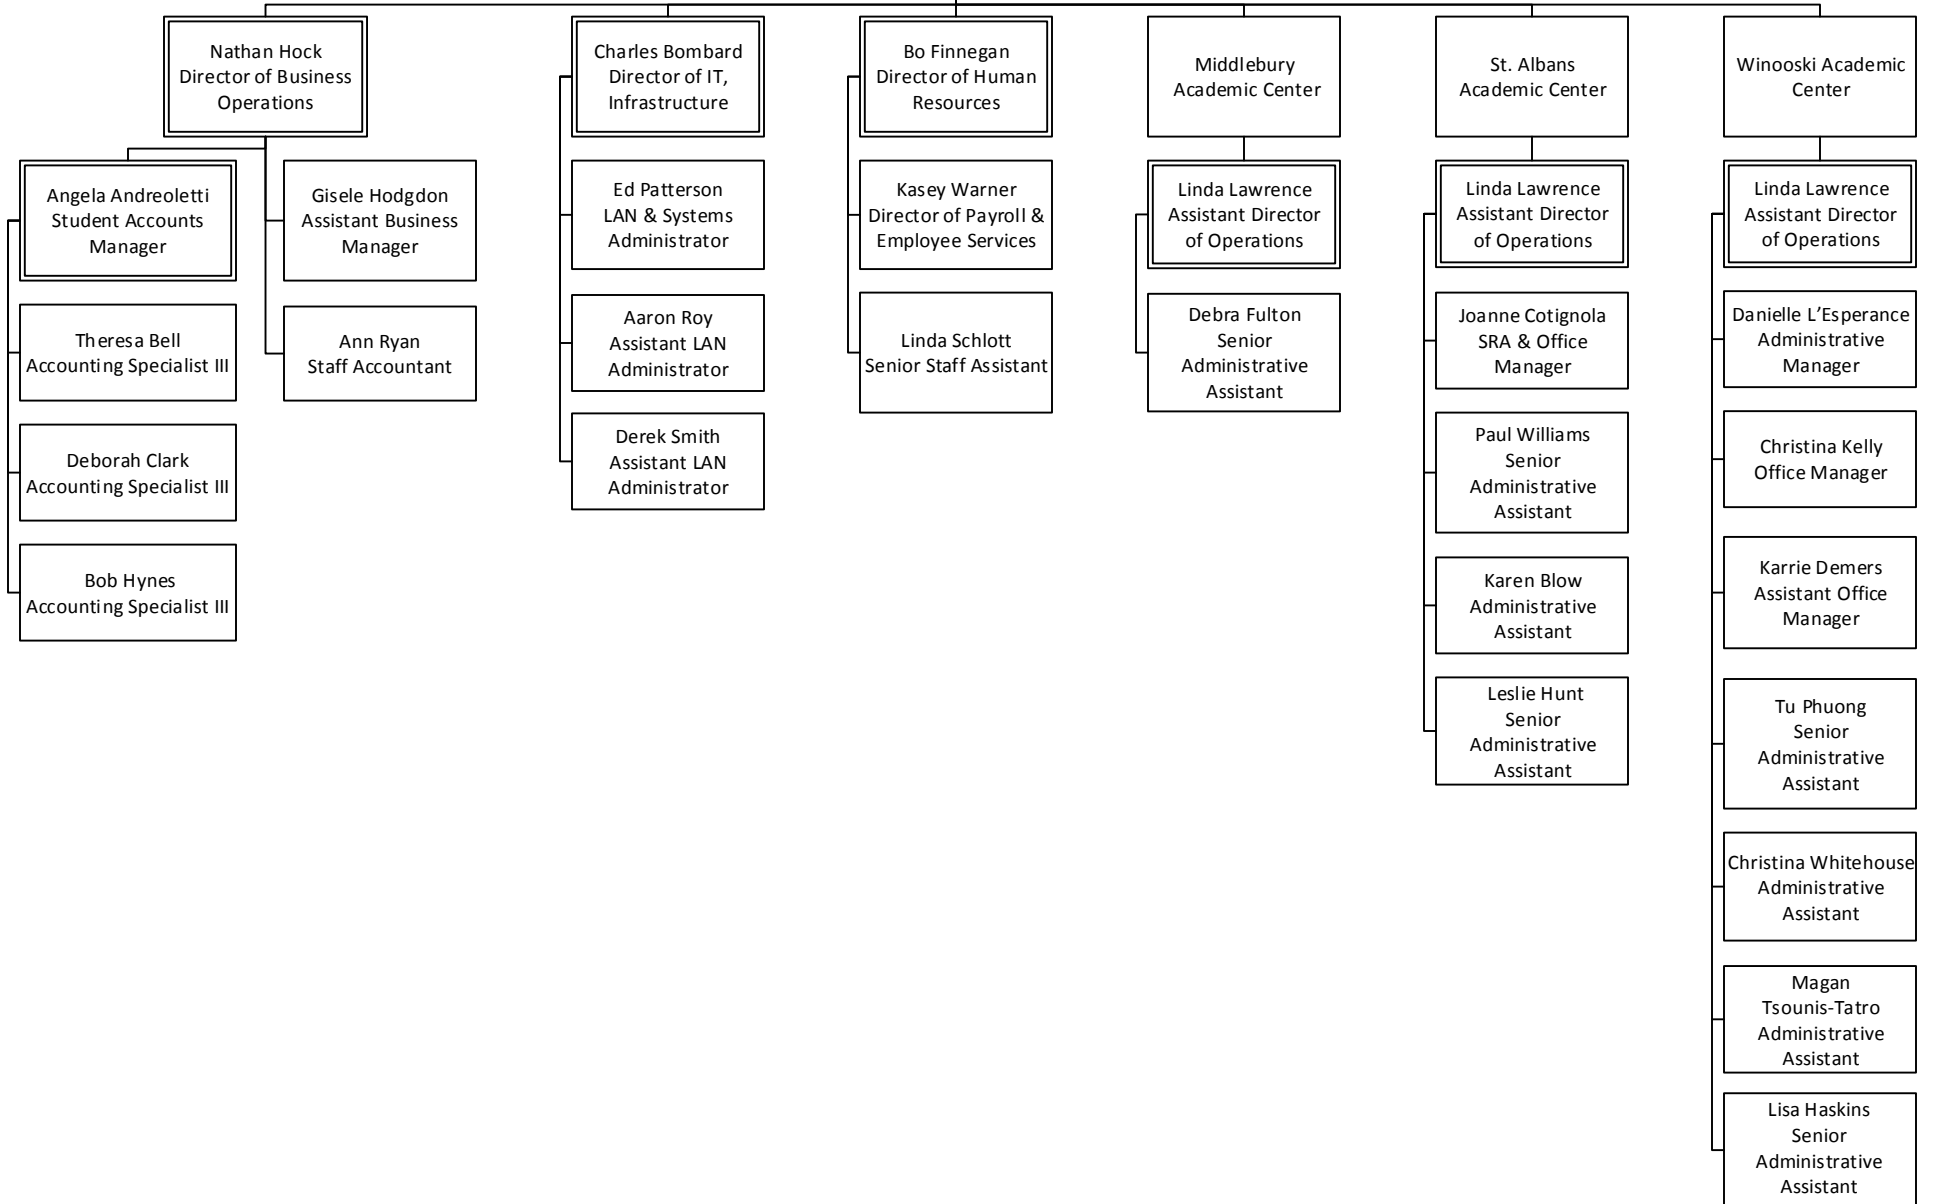 Nathan Hock
Director of Business
Operations
Charles Bombard
Director of IT,
Infrastructure
Bo Finnegan
Director of Human
Resources
Middlebury
Academic Center
St. Albans
Academic Center
Winooski Academic
Center
Angela Andreoletti
Student Accounts
Manager
Theresa Bell
Accounting Specialist III
Deborah Clark
Accounting Specialist III
Bob Hynes
Accounting Specialist III
Gisele Hodgdon
Assistant Business
Manager
Ann Ryan
Staff Accountant
Ed Patterson
LAN & Systems
Administrator
Aaron Roy
Assistant LAN
Administrator
Derek Smith
Assistant LAN
Administrator
Kasey Warner
Director of Payroll &
Employee Services
Linda Schlott
Senior Staff Assistant
Linda Lawrence
Assistant Director
of Operations
Debra Fulton
Senior
Administrative
Assistant
Linda Lawrence
Assistant Director
of Operations
Joanne Cotignola
SRA & Office
Manager
Paul Williams
Senior
Administrative
Assistant
Karen Blow
Administrative
Assistant
Leslie Hunt
Senior
Administrative
Assistant
Linda Lawrence
Assistant Director
of Operations
Danielle L’Esperance
Administrative
Manager
Christina Kelly
Office Manager
Karrie Demers
Assistant Office
Manager
Tu Phuong
Senior
Administrative
Assistant
Christina Whitehouse
Administrative
Assistant
Magan
Tsounis-Tatro
Administrative
Assistant
Lisa Haskins
Senior
Administrative
Assistant